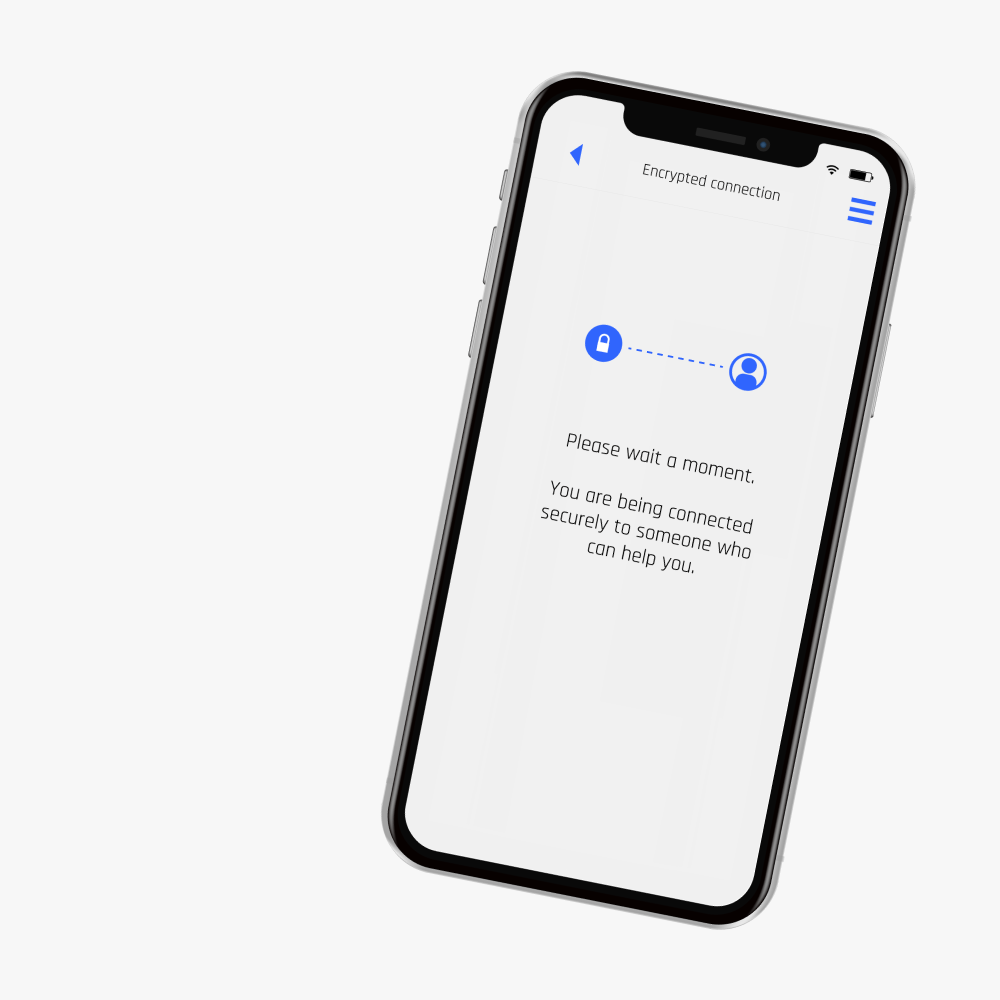 Encrypted connection
Please wait a moment.
You are being connected
securely to someone who
can help you.